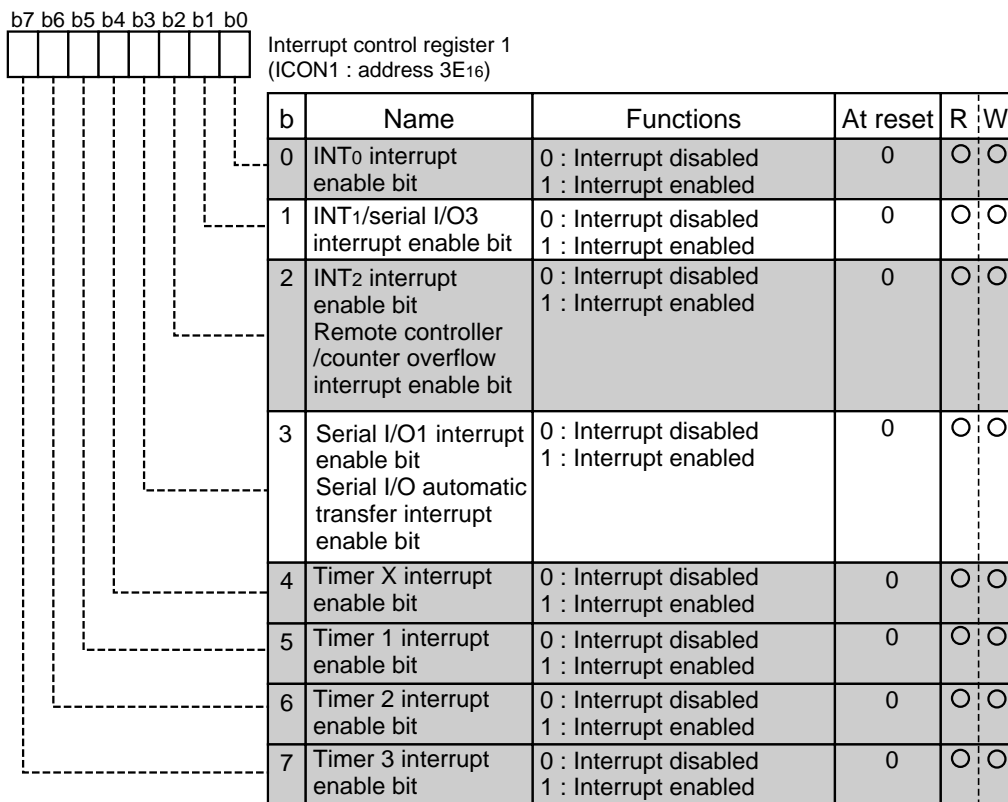 b7 b6 b5 b4 b3 b2 b1 b0
Interrupt control register 1
(ICON1 : address 3E16)
b Name Functions At reset R W
0 INT0 interrupt 0 : Interrupt disabled 0 O O
enable bit 1 : Interrupt enabled
1 INT1/serial I/O3 0 : Interrupt disabled 0 O O
interrupt enable bit 1 : Interrupt enabled
2 INT2 interrupt 0 : Interrupt disabled 0 O O
enable bit 1 : Interrupt enabled
Remote controller
/counter overflow
interrupt enable bit
3 Serial I/O1 interrupt 0 : Interrupt disabled 0 O O
enable bit 1 : Interrupt enabled
Serial I/O automatic
transfer interrupt
enable bit
4 Timer X interrupt 0 : Interrupt disabled 0 O O
enable bit 1 : Interrupt enabled
5 Timer 1 interrupt 0 : Interrupt disabled 0 O O
enable bit 1 : Interrupt enabled
6 Timer 2 interrupt 0 : Interrupt disabled 0 O O
enable bit 1 : Interrupt enabled
7 Timer 3 interrupt 0 : Interrupt disabled 0 O O
enable bit 1 : Interrupt enabled